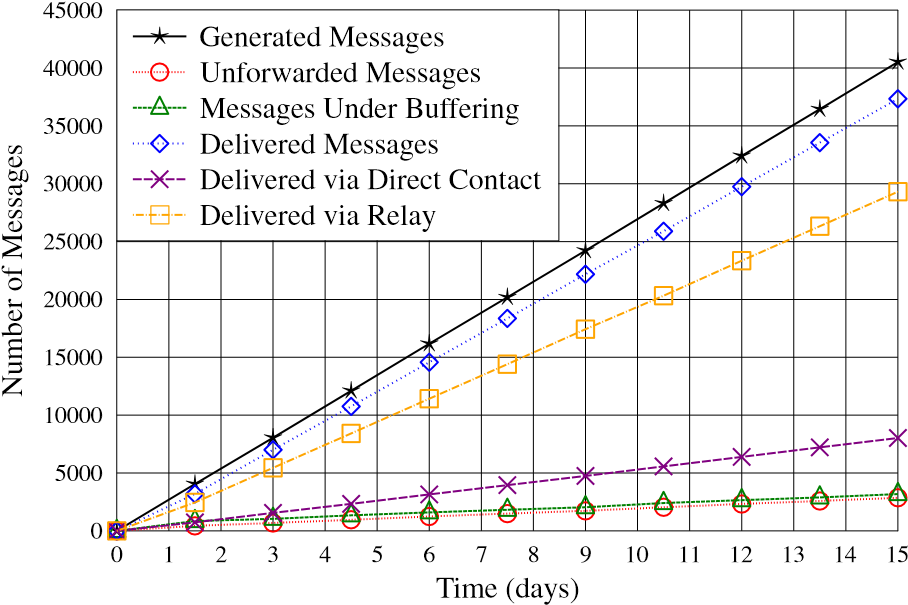 45000
40000
35000
30000
25000
20000
15000
10000
5000
0
Number of Messages
Generated Messages
Unforwarded Messages
Messages Under Buffering
Delivered Messages
Delivered via Direct Contact
Delivered via Relay
0 1 2 3 4 5 6 7 8 9 10 11 12 13 14 15
Time (days)